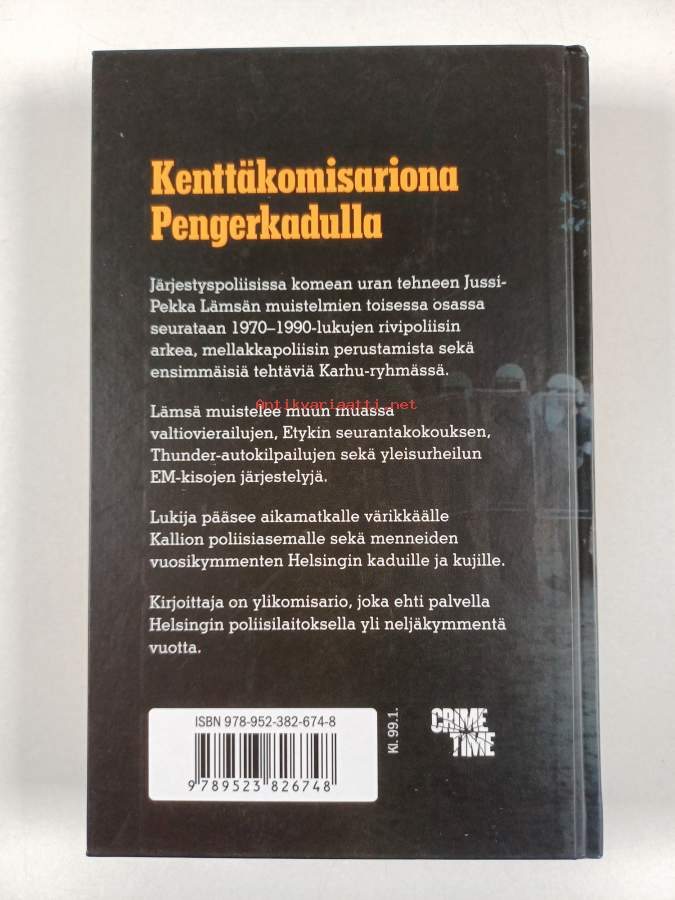 Kenttäkomisariona
Pengerkadulla
Järjestyspoliisissa komean uran tehneen Jussi-
Pekka Lämsän muistelmien toisessa osassa
seurataan 1970–1990-lukujen rivipoliisin
arkea, mellakkapoliisin perustamista sekä
ensimmäisiä tehtäviä Karhu-ryhmässä.
Antikvariaatti.net
Lämsä muistelee muun muassa
valtiovierailujen, Etykin seurantakokouksen,
Thunder-autokilpailujen sekä yleisurheilun
EM-kisojen järjestelyjä.
Lukija pääsee aikamatkalle värikkäälle
Kallion poliisiasemalle sekä menneiden
vuosikymmenten Helsingin kaduille ja kujille.
Kirjoittaja on ylikomisario, joka ehti palvella
Helsingin poliisilaitoksella yli neljäkymmentä
vuotta.
ISBN 978-952-382-674-8
9 789523 826748
Kl. 99.1.
CRIME
TIME